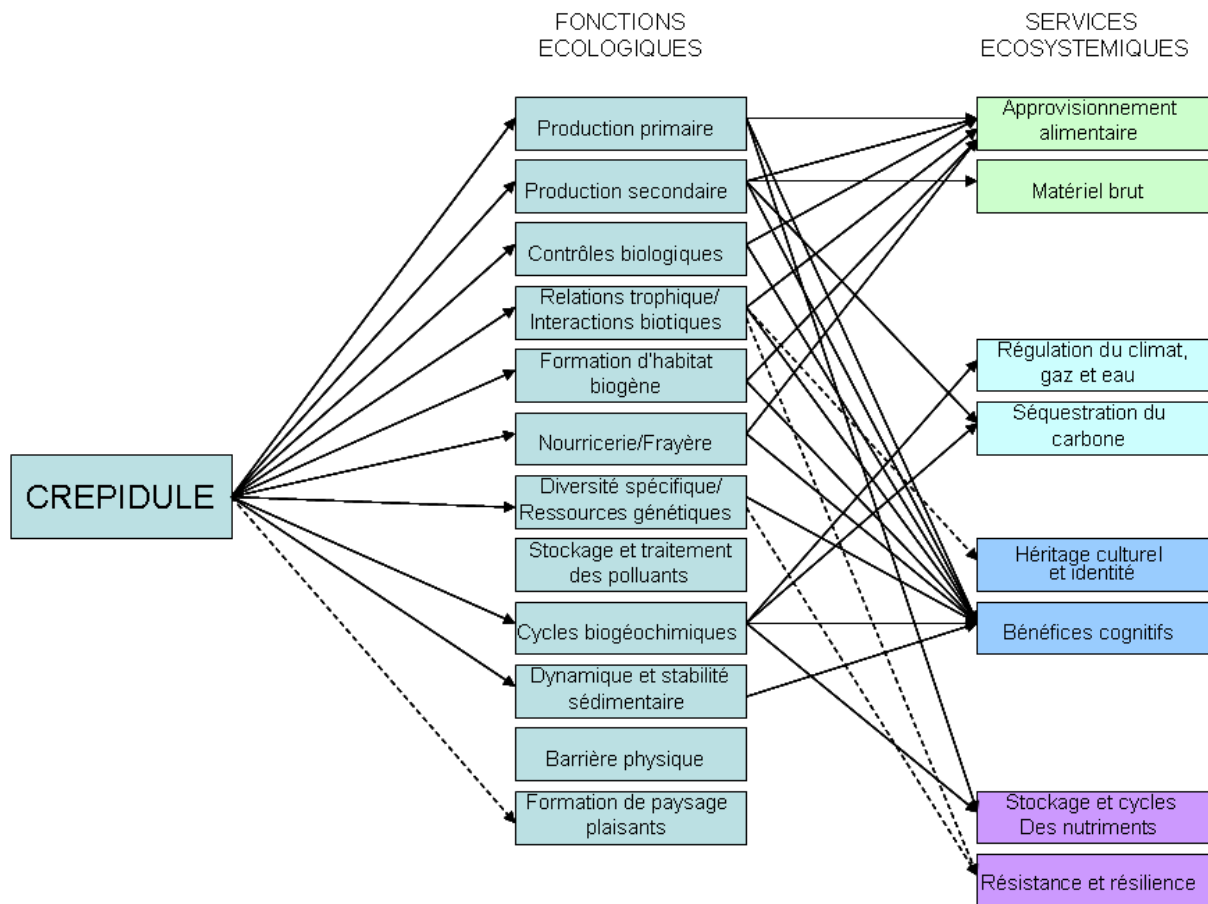 FONCTIONS
ECOLOGIQUES
SERVICES
ECOSYSTEMIQUES
CREPIDULE
Production primaire
Production secondaire
Contrôles biologiques
Relations trophique/
Interactions biotiques
Formation d'habitat
biogène
Nourricerie/Frayère
Diversité spécifique/
Ressources génétiques
Stockage et traitement
des polluants
Cycles biogéochimiques
Dynamique et stabilité
sédimentaire
Barrière physique
Formation de paysage
plaisants
Approvisionnement
alimentaire
Matériel brut
Régulation du climat,
gaz et eau
Séquestration du
carbone
Héritage culturel
et identité
Bénéfices cognitifs
Stockage et cycles
Des nutriments
Résistance et résilience